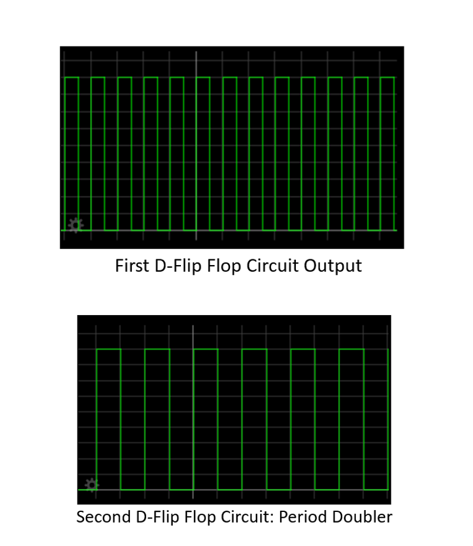 First D-Flip Flop Circuit Output
Second D-Flip Flop Circuit: Period Doubler